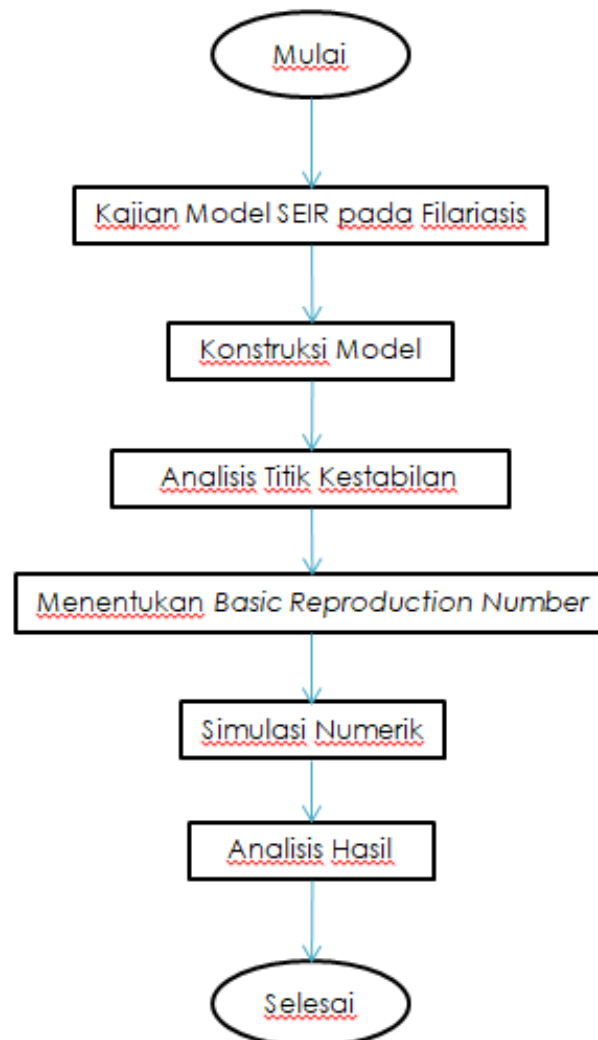 Mulai
Kajian Model SEIR pada Filariasis
Konstruksi Model
Analisis Titik Kestabilan
Menentukan Basic Reproduction Number
Simulasi Numerik
Analisis Hasil
Selesai